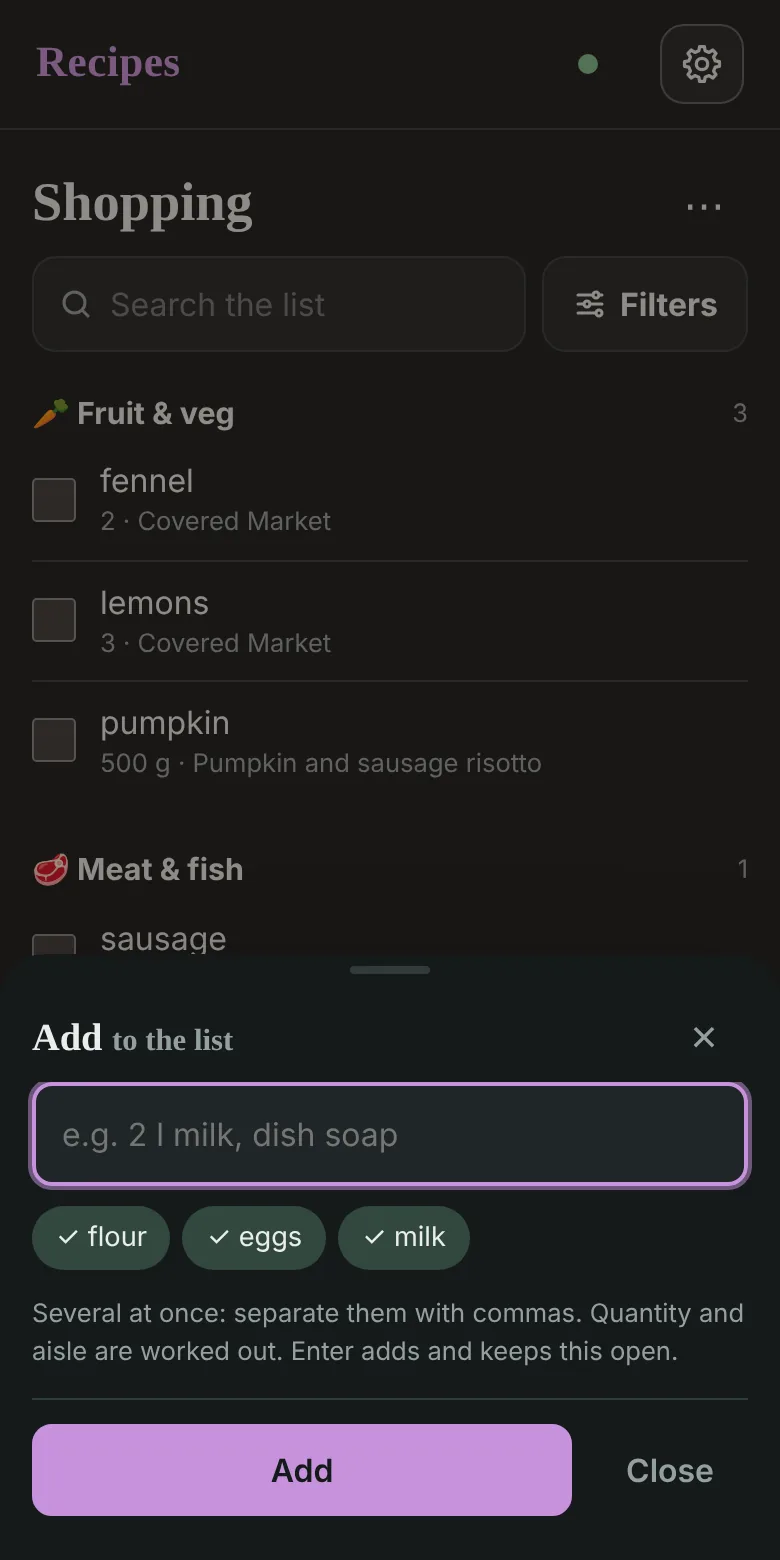 Recipes
Shopping
...
Search the list
Filters
Fruit & veg
3
fennel
2 · Covered Market
lemons
3 · Covered Market
pumpkin
500 g · Pumpkin and sausage risotto
Meat & fish
1
sausage
Add to the list
e.g. 2 l milk, dish soap
✓ flour
✓ eggs
✓ milk
Several at once: separate them with commas. Quantity and
aisle are worked out. Enter adds and keeps this open.
Add
Close